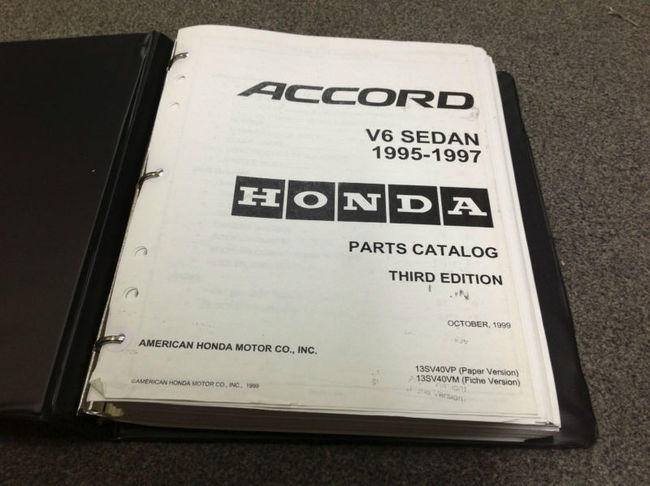 ACCORD
V6 SEDAN
1995-1997
HONDA
PARTS CATALOG
THIRD EDITION
OCTOBER, 1999
AMERICAN HONDA MOTOR CO., INC.
13SV40VP (Paper Version)
13SV40VM (Fiche Version)
©AMERICAN HONDA MOTOR CO., INC., 1999